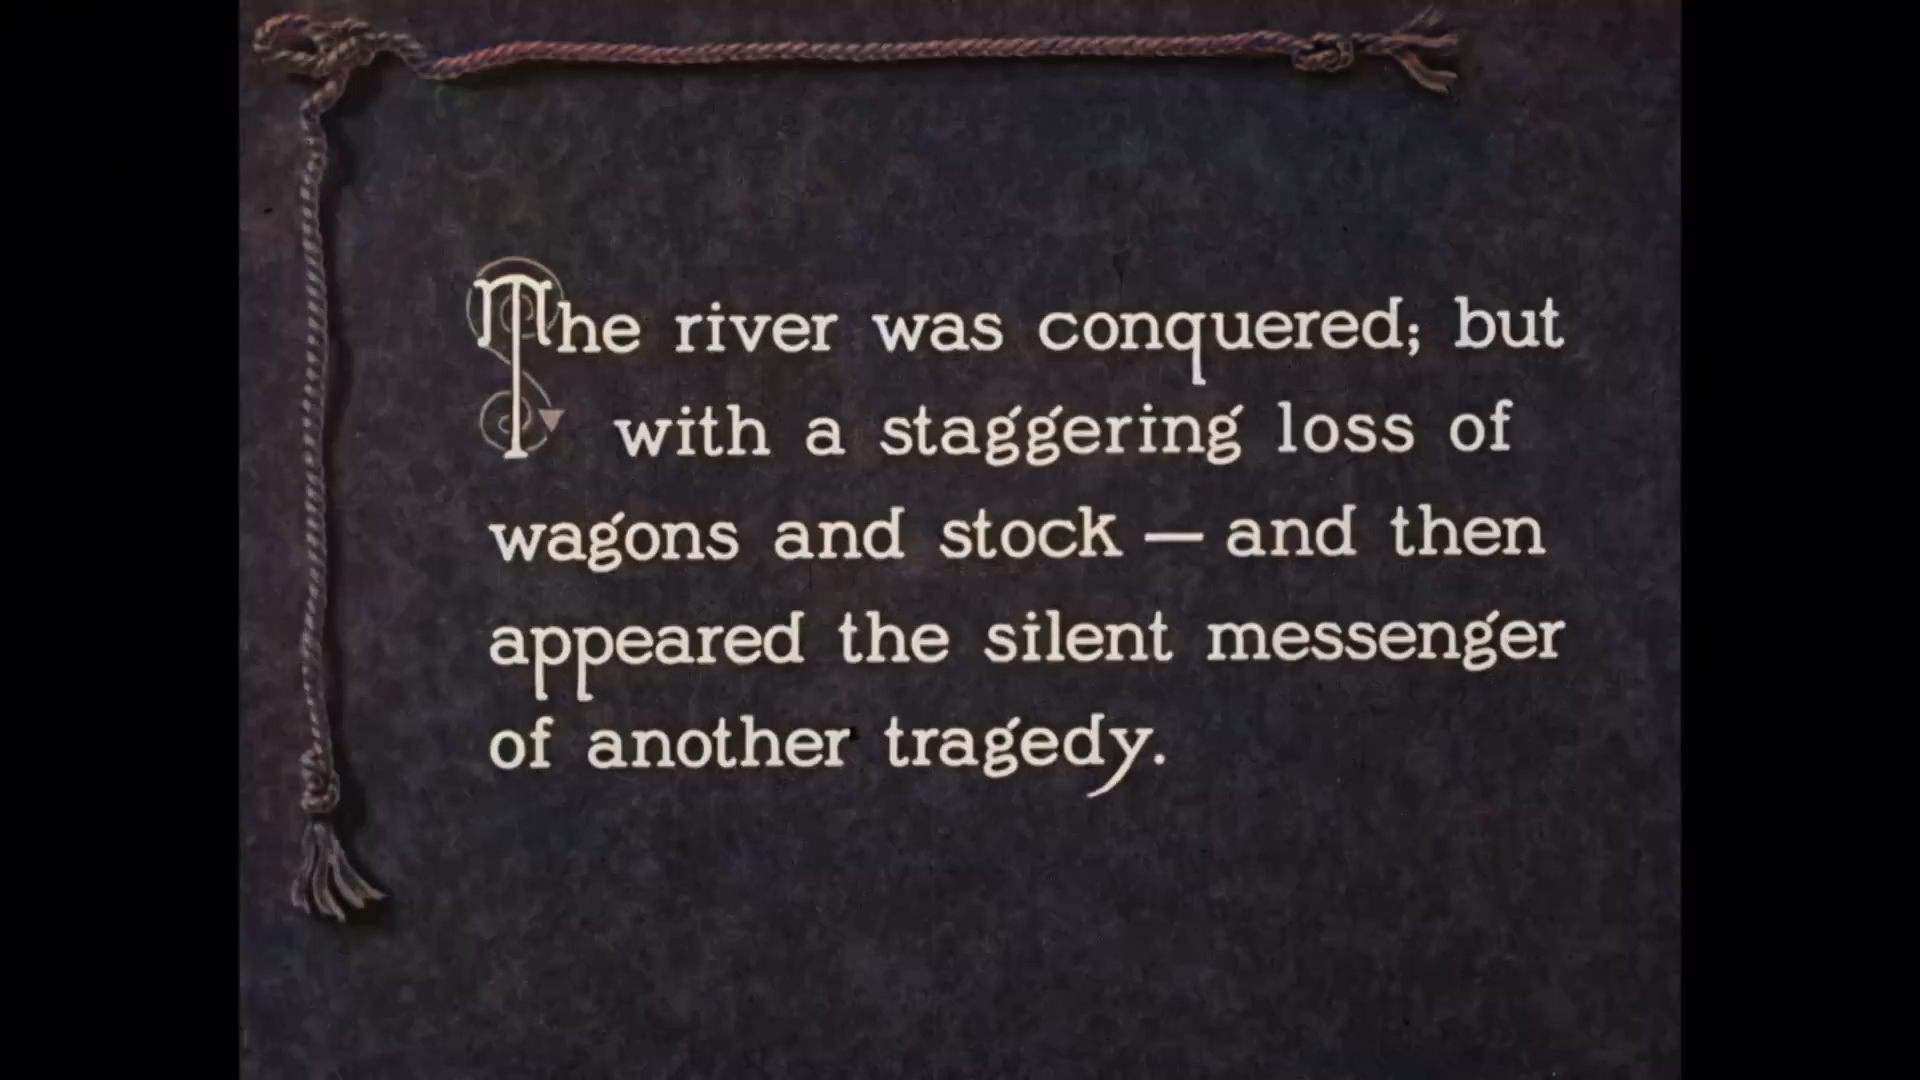 The river was conquered; but
with a staggering loss of
wagons and stock — and then
appeared the silent messenger
of another tragedy.